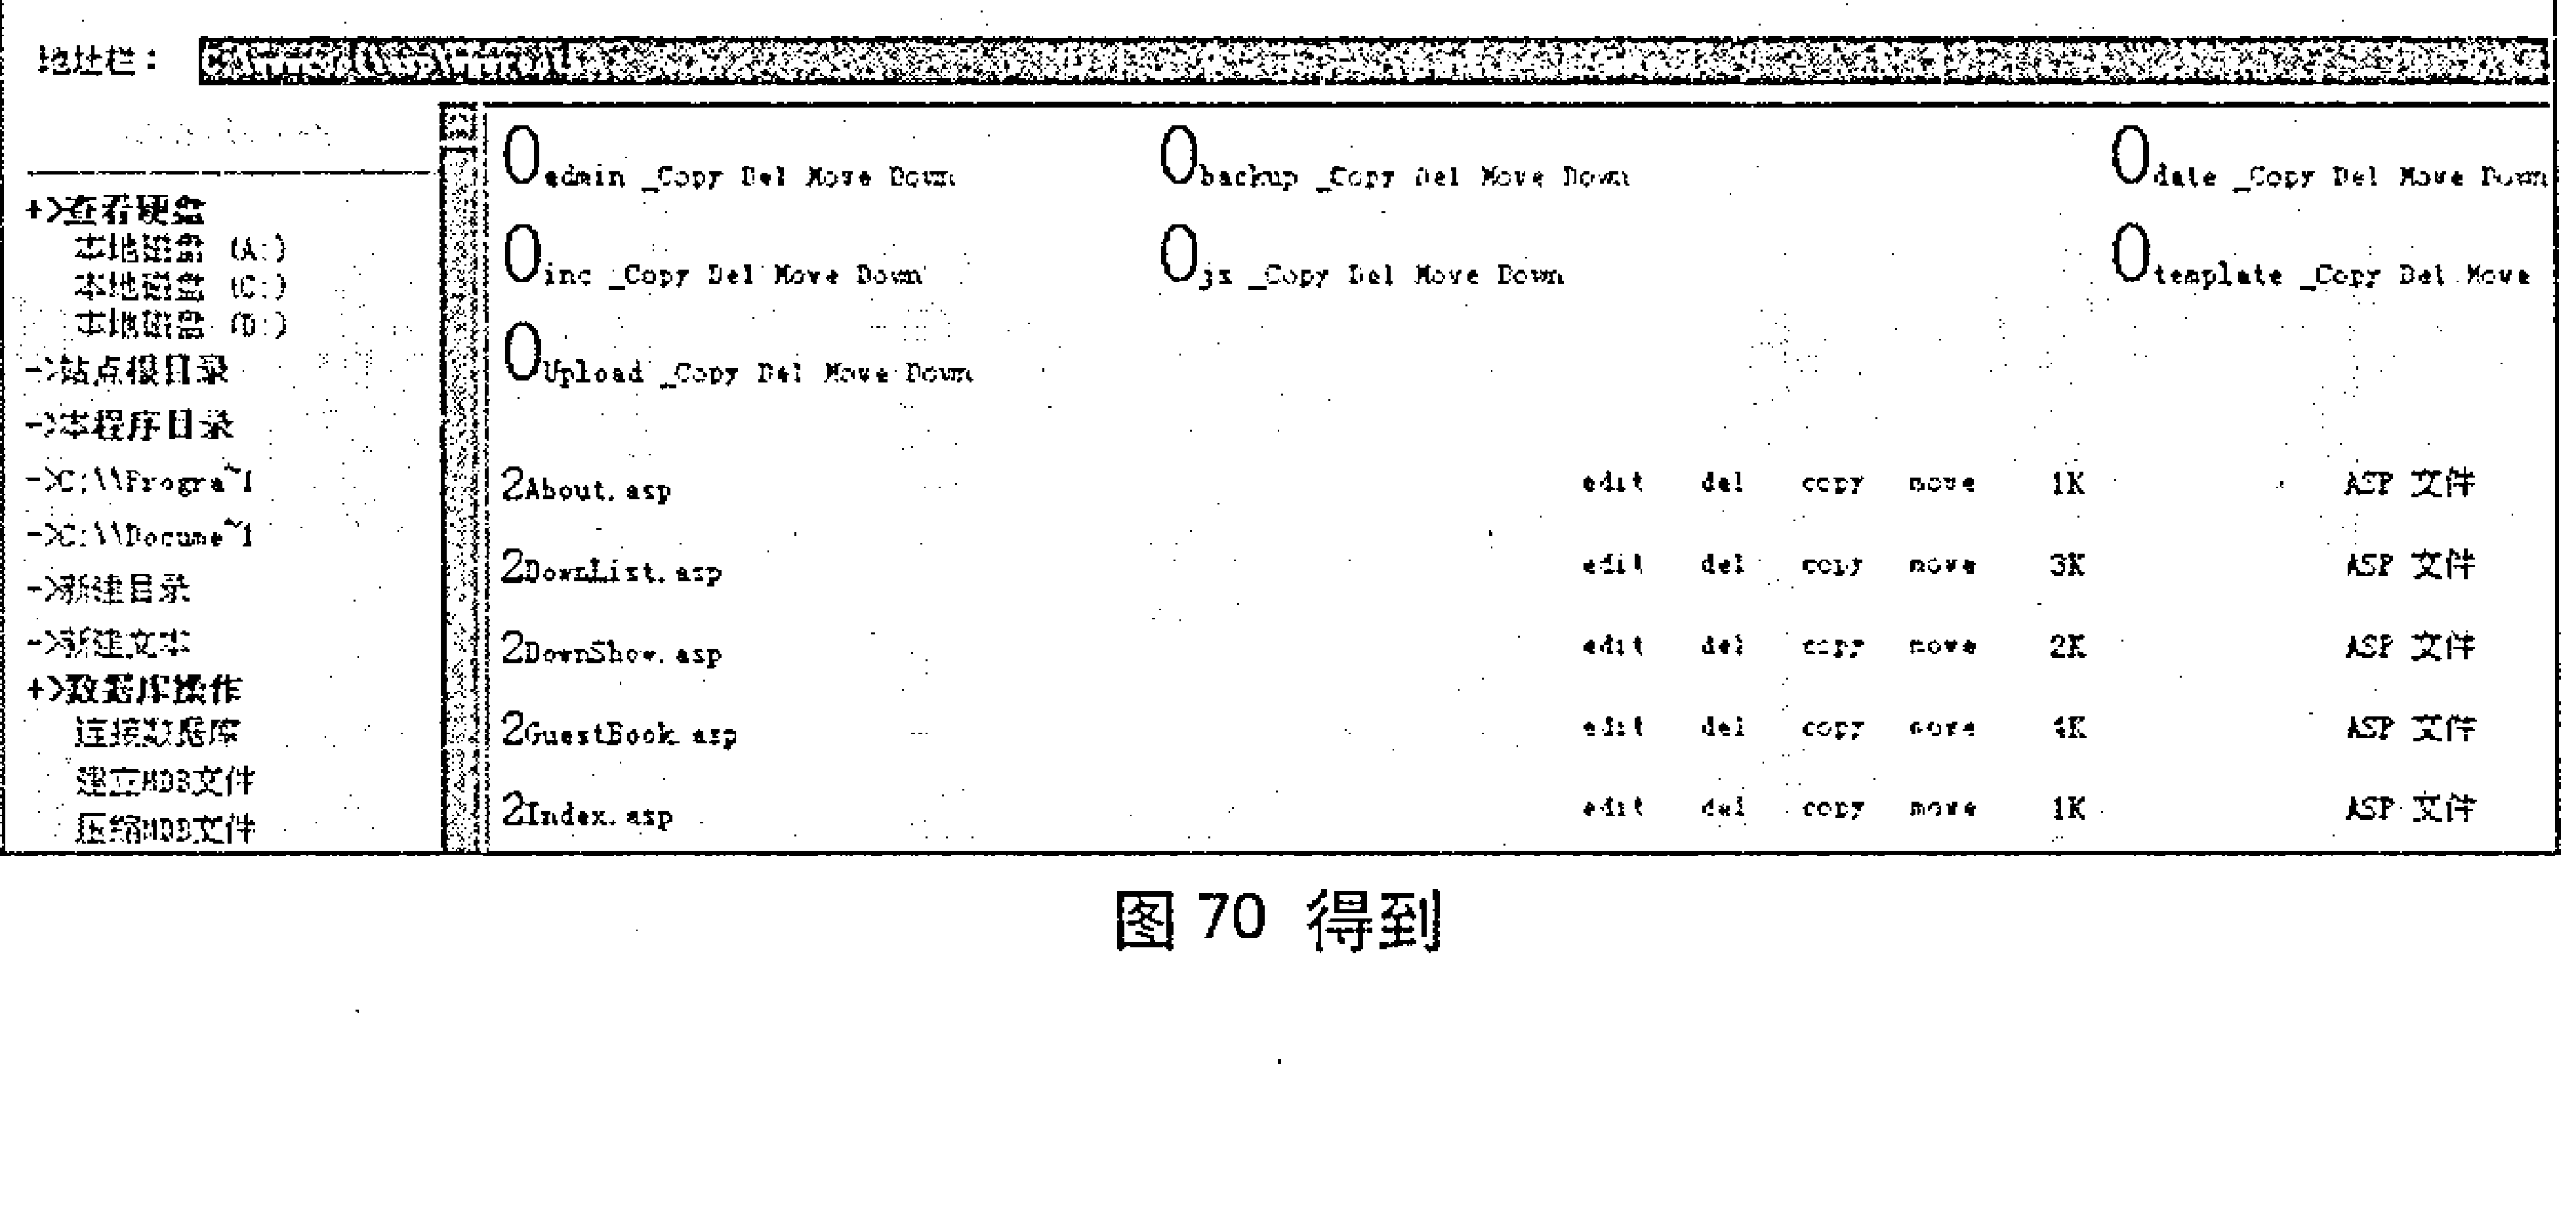 地址栏：
+>查看硬盘
本地磁盘 (A:)
本地磁盘 (C:)
本地磁盘 (D:)
->站点根目录
->本程序目录
->C:\\Progra~1
->C:\\Docume~1
->新建目录
->新建文本
+>数据库操作
连接数据库
建立MDB文件
压缩MDB文件
0admin _Copy Del Move Down 0backup _Copy Del Move Down 0date _Copy Del Move Down
0inc _Copy Del Move Down 0js _Copy Del Move Down 0template _Copy Del Move
0Upload _Copy Del Move Down
2About.asp edit del copy move 1K ASP 文件
2DownList.asp edit del copy move 3K ASP 文件
2DownShow.asp edit del copy move 2K ASP 文件
2GuestBook.asp edit del copy move 4K ASP 文件
2Index.asp edit del copy move 1K ASP 文件
图 70 得到